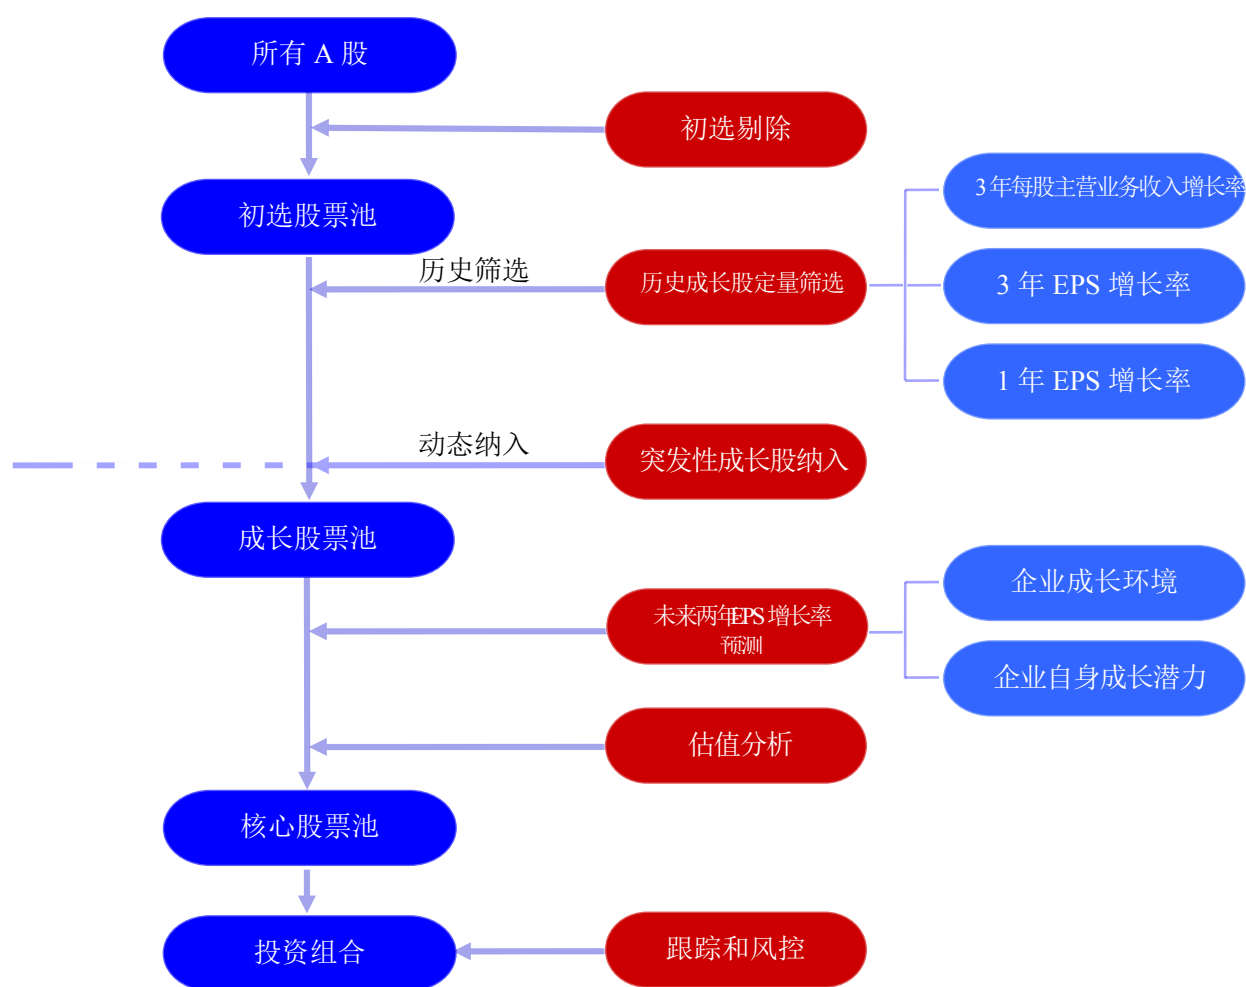 所有 A 股
初选剔除
3 年每股主营业务收入增长率
初选股票池
历史筛选
历史成长股定量筛选
3 年 EPS 增长率
1 年 EPS 增长率
动态纳入
突发性成长股纳入
成长股票池
企业成长环境
未来两年EPS 增长率
预测
企业自身成长潜力
估值分析
核心股票池
投资组合
跟踪和风控